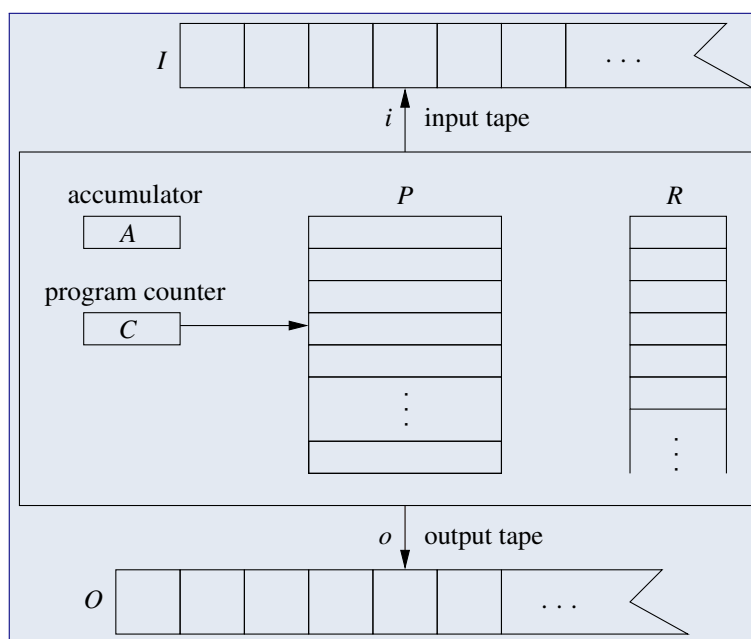 I . . .
i input tape
accumulator P R
A
program counter
C
⋮
⋮
o output tape
O . . .